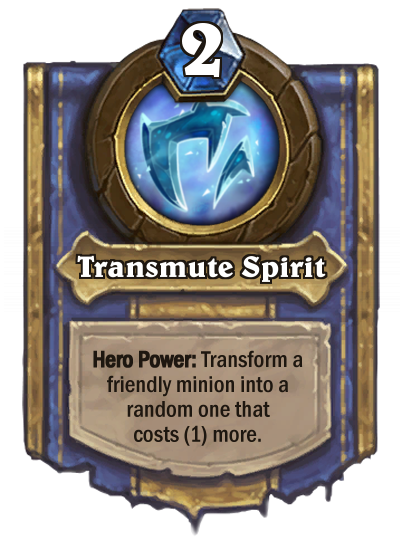 2
Transmute Spirit
Hero Power: Transform a
friendly minion into a
random one that
costs (1) more.